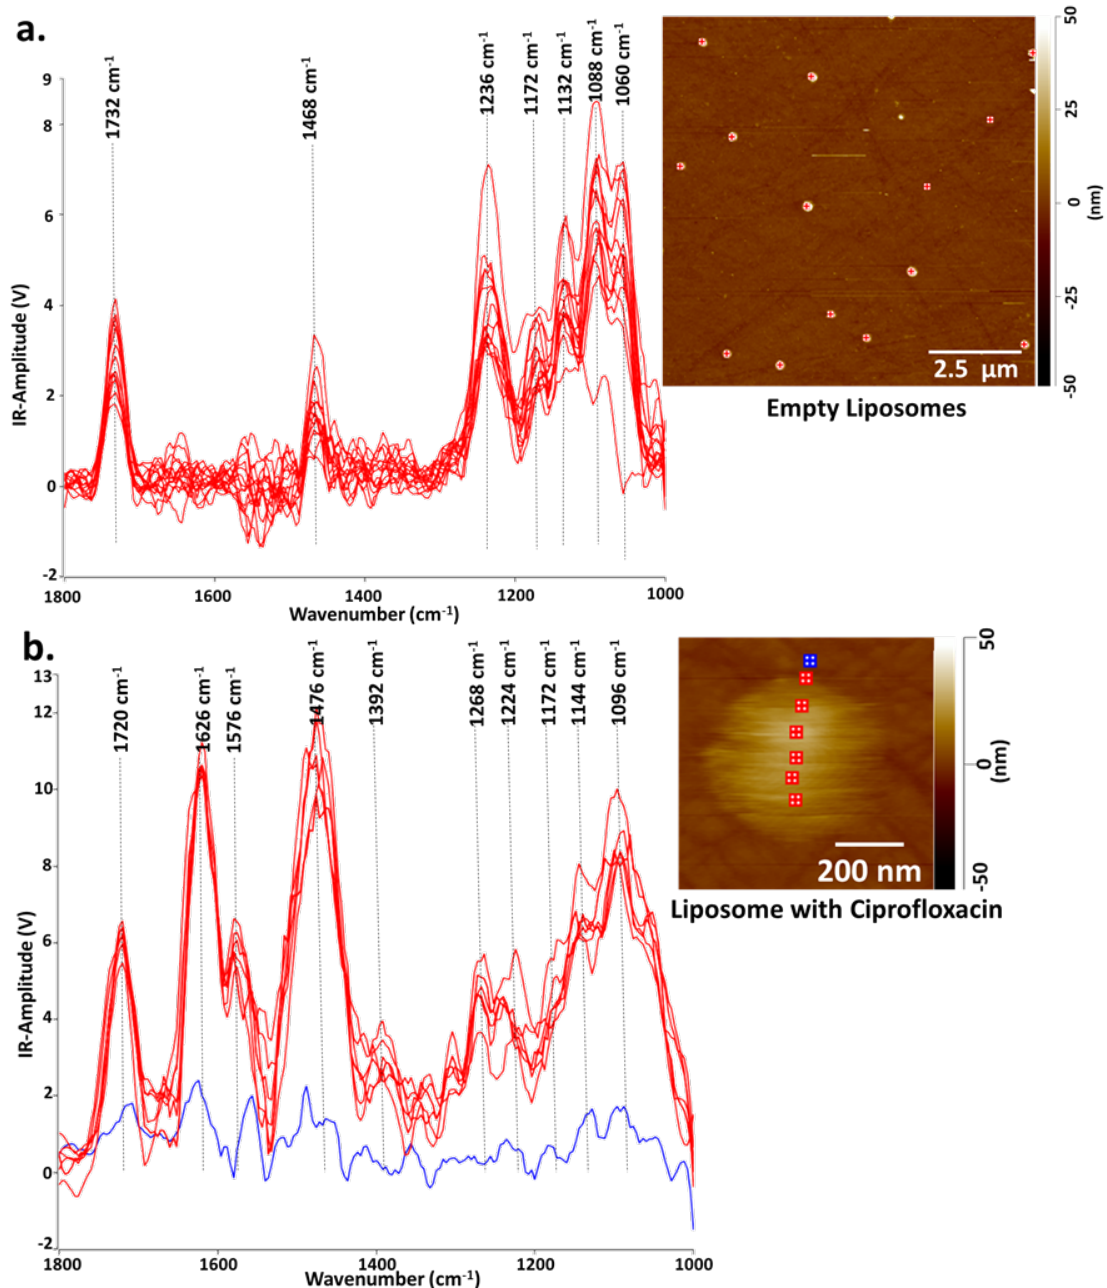 a.
1732 cm-1
1468 cm-1
1236 cm-1
1172 cm-1
1132 cm-1
1088 cm-1
1060 cm-1
9
8
6
4
2
0
-2
IR-Amplitude (V)
1800
1600
1400
1200
1000
Wavenumber (cm-1)
50
25
0
-25
-50
(nm)
2.5 μm
Empty Liposomes
b.
1720 cm-1
1626 cm-1
1576 cm-1
1476 cm-1
1392 cm-1
1268 cm-1
1224 cm-1
1172 cm-1
1144 cm-1
1096 cm-1
13
12
10
8
6
4
2
0
-2
IR-Amplitude (V)
1800
1600
1400
1200
1000
Wavenumber (cm-1)
50
0
-50
(nm)
200 nm
Liposome with Ciprofloxacin